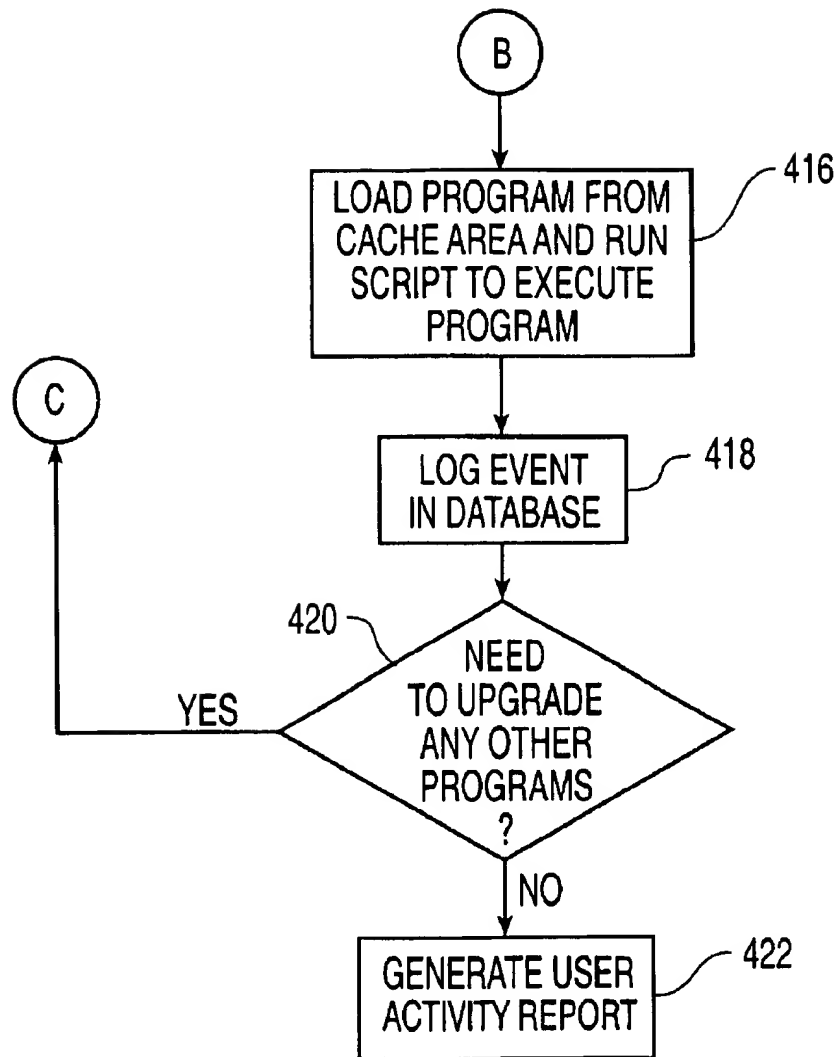 B
416
LOAD PROGRAM FROM
CACHE AREA AND RUN
SCRIPT TO EXECUTE
PROGRAM
C
418
LOG EVENT
IN DATABASE
420
NEED
TO UPGRADE
ANY OTHER
PROGRAMS
?
YES
NO
422
GENERATE USER
ACTIVITY REPORT